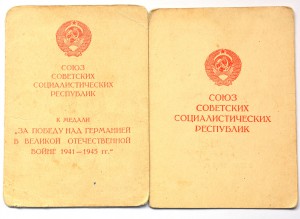 СОЮЗ
СОВЕТСКИХ
СОЦИАЛИСТИЧЕСКИХ
РЕСПУБЛИК
К МЕДАЛИ
„ЗА ПОБЕДУ НАД ГЕРМАНИЕЙ
В ВЕЛИКОЙ ОТЕЧЕСТВЕННОЙ
ВОЙНЕ 1941—1945 гг.“
СОЮЗ
СОВЕТСКИХ
СОЦИАЛИСТИЧЕСКИХ
РЕСПУБЛИК